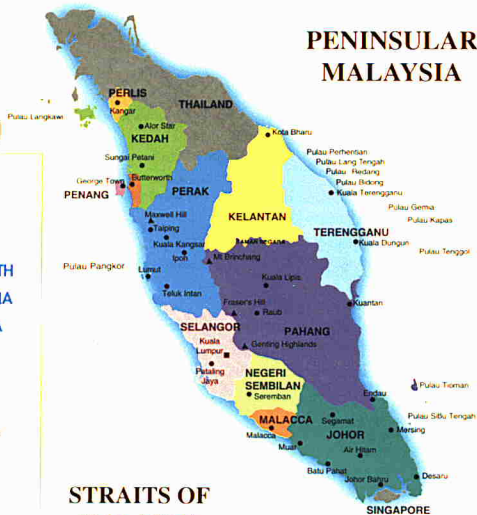 PENINSULAR
MALAYSIA
PERLIS
Kangar
THAILAND
Pulau Langkawi
Alor Star
KEDAH
Kota Bharu
Sungai Petani
Pulau Perhentian
Pulau Lang Tengah
Pulau Redang
Pulau Bidong
George Town
Butterworth
PENANG
PERAK
Kuala Terengganu
Pulau Gemia
Pulau Kapas
Maxwell Hill
Taiping
KELANTAN
TERENGGANU
Kuala Kangsar
TAMAN NEGARA
Kuala Dungun
Ipoh
Mt Brinchang
Pulau Tenggol
Pulau Pangkor
Lumut
TH
IA
A
Kuala Lipis
Teluk Intan
Fraser's Hill
Kuantan
Raub
SELANGOR
PAHANG
Kuala
Lumpur
Genting Highlands
Petaling
Jaya
NEGERI
SEMBILAN
Seremban
Endau
Pulau Tioman
MALACCA
Segamat
Pulau Sibu Tengah
Malacca
JOHOR
Mersing
Muar
Air Hitam
Batu Pahat
Johor Bahru
Desaru
STRAITS OF
SINGAPORE